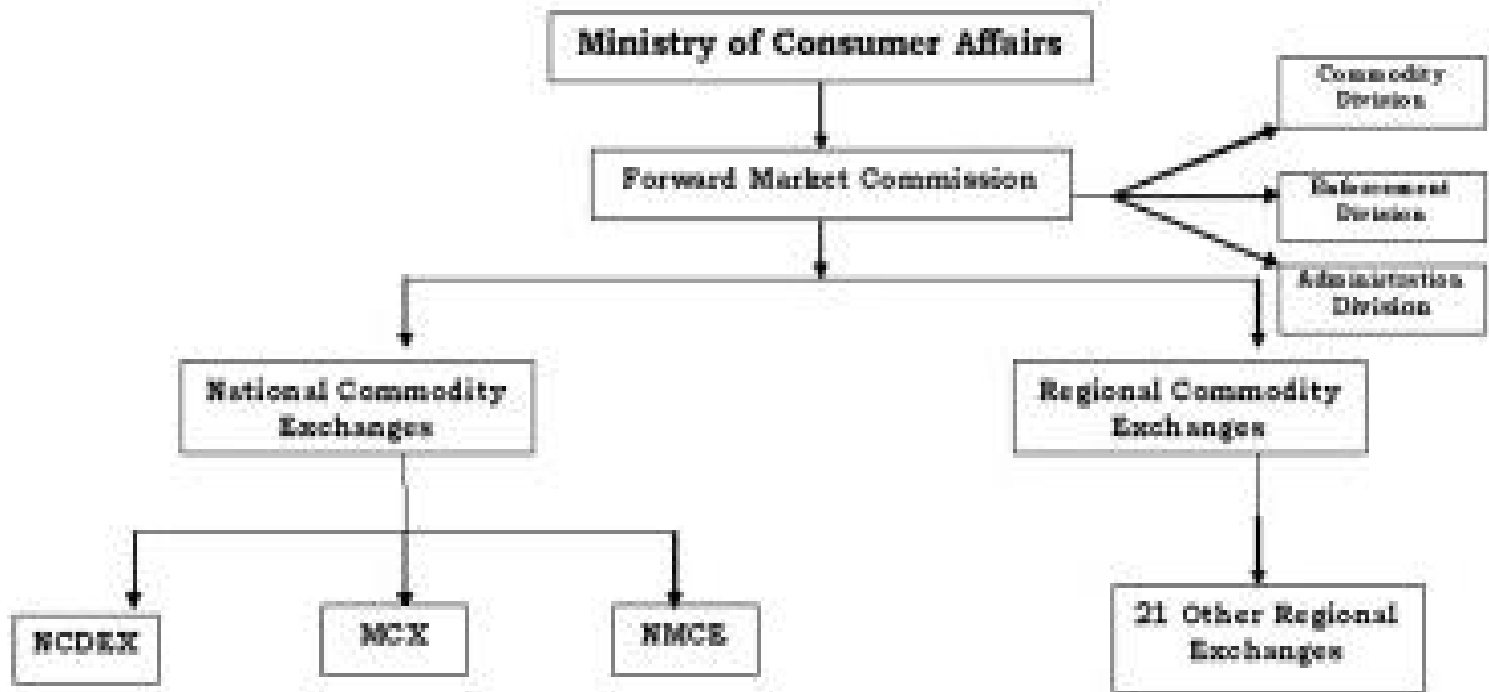 Ministry of Consumer Affairs
Commodity
Division
Forward Market Commission
Enforcement
Division
Administartion
Division
National Commodity
Exchanges
Regional Commodity
Exchanges
NCDEX
MCX
NMCE
21 Other Regional
Exchanges